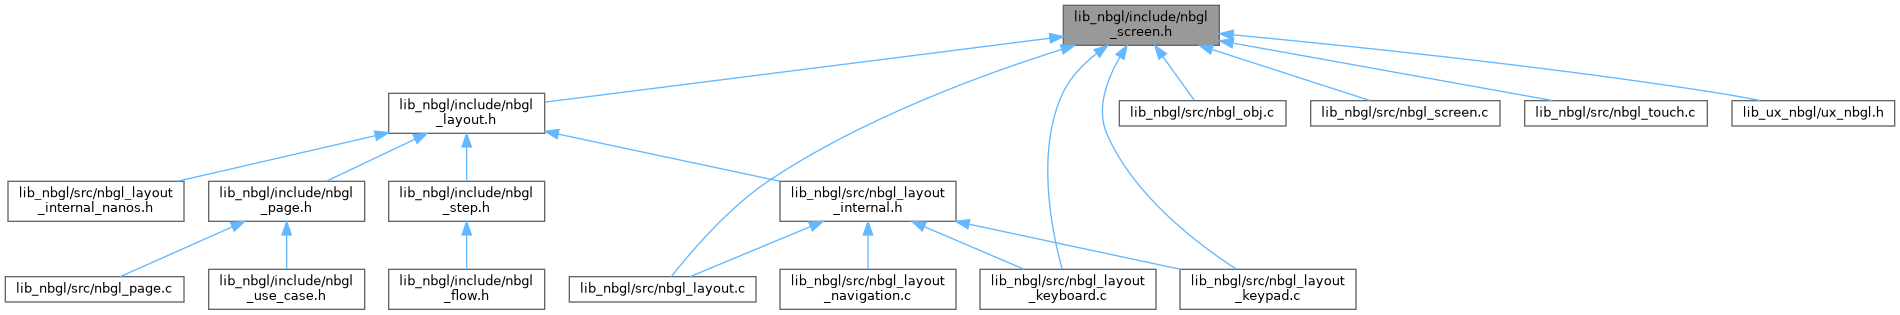 lib_nbgl/include/nbgl
_screen.h
lib_nbgl/include/nbgl
_layout.h
lib_nbgl/src/nbgl_obj.c
lib_nbgl/src/nbgl_screen.c
lib_nbgl/src/nbgl_touch.c
lib_ux_nbgl/ux_nbgl.h
lib_nbgl/src/nbgl_layout
_internal_nanos.h
lib_nbgl/include/nbgl
_page.h
lib_nbgl/include/nbgl
_step.h
lib_nbgl/src/nbgl_layout
_internal.h
lib_nbgl/src/nbgl_page.c
lib_nbgl/include/nbgl
_use_case.h
lib_nbgl/include/nbgl
_flow.h
lib_nbgl/src/nbgl_layout.c
lib_nbgl/src/nbgl_layout
_navigation.c
lib_nbgl/src/nbgl_layout
_keyboard.c
lib_nbgl/src/nbgl_layout
_keypad.c